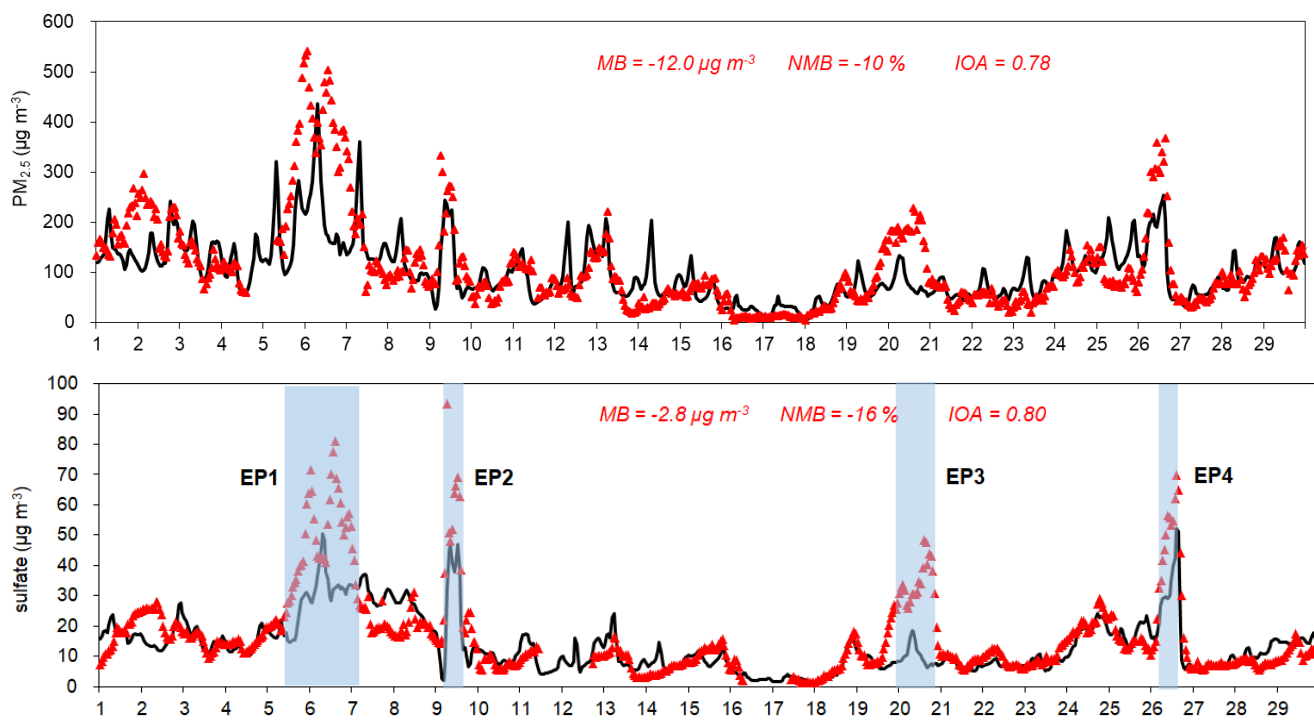 600
500
400
300
200
100
0
PM2.5 (µg m-3)
MB = -12.0 µg m-3 NMB = -10 % IOA = 0.78
1 2 3 4 5 6 7 8 9 10 11 12 13 14 15 16 17 18 19 20 21 22 23 24 25 26 27 28 29
100
90
80
70
60
50
40
30
20
10
0
sulfate (µg m-3)
MB = -2.8 µg m-3 NMB = -16 % IOA = 0.80
EP1 EP2 EP3 EP4
1 2 3 4 5 6 7 8 9 10 11 12 13 14 15 16 17 18 19 20 21 22 23 24 25 26 27 28 29